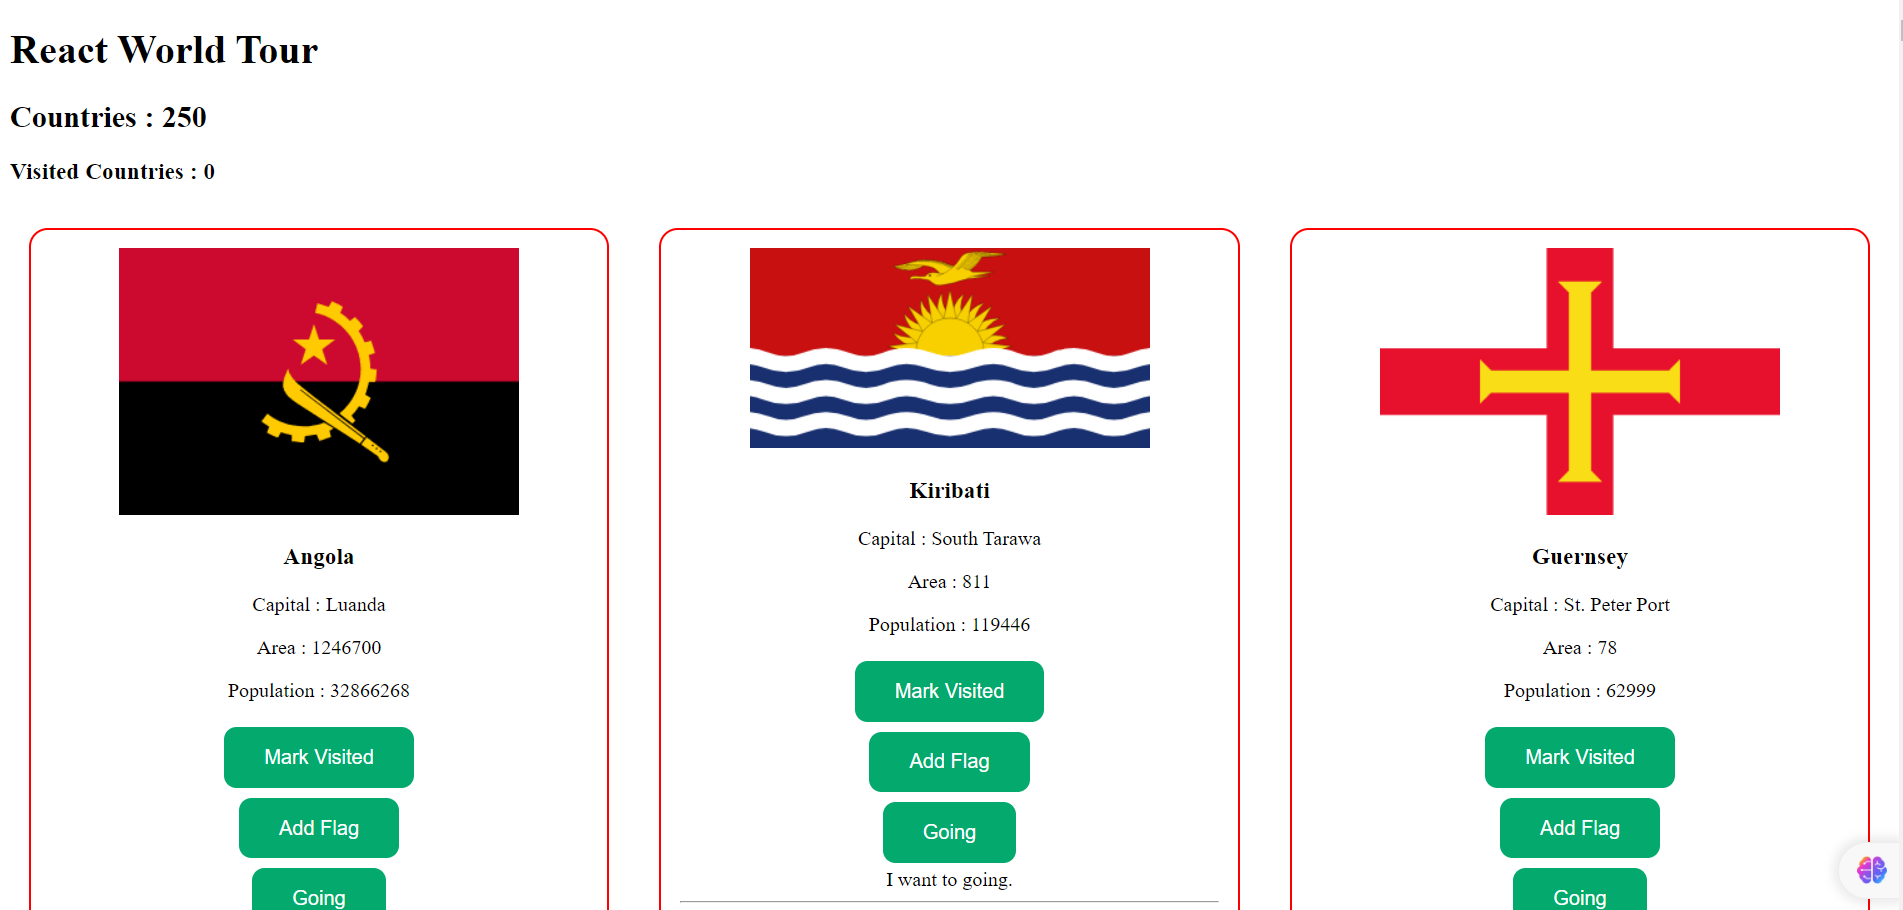 React World Tour
Countries : 250
Visited Countries : 0
Angola
Capital : Luanda
Area : 1246700
Population : 32866268
Mark Visited
Add Flag
Going
Kiribati
Capital : South Tarawa
Area : 811
Population : 119446
Mark Visited
Add Flag
Going
I want to going.
Guernsey
Capital : St. Peter Port
Area : 78
Population : 62999
Mark Visited
Add Flag
Going